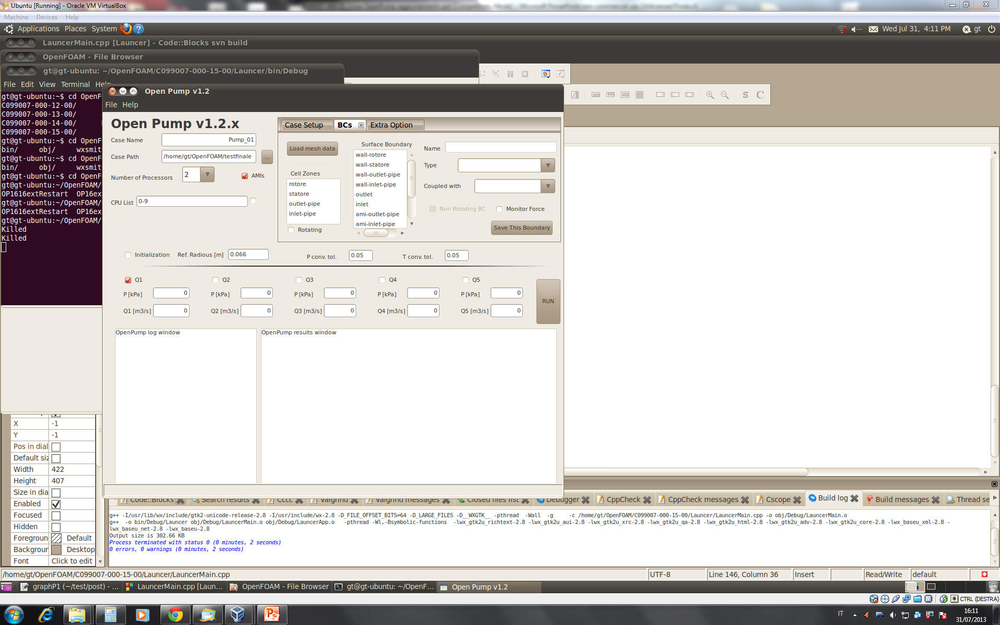 Ubuntu [Running] - Oracle VM VirtualBox
Machine Devices Help
Applications Places System
Wed Jul 31, 4:11 PM gt
LauncerMain.cpp [Launcer] - Code::Blocks svn build
OpenFOAM - File Browser
gt@gt-ubuntu: ~/OpenFOAM/C099007-000-15-00/Launcer/bin/Debug
File Edit View Terminal Help
gt@gt-ubuntu:~$ cd OpenF
C099007-000-12-00/
C099007-000-13-00/
C099007-000-14-00/
C099007-000-15-00/
gt@gt-ubuntu:~$ cd OpenF
bin/ obj/ wxsmit
gt@gt-ubuntu:~$ cd OpenF
bin/ obj/ wxsmit
gt@gt-ubuntu:~$ cd OpenF
gt@gt-ubuntu:~/OpenFOAM/
OP1616extRestart OP16ex
gt@gt-ubuntu:~/OpenFOAM/
OP1616extRestart OP16ex
gt@gt-ubuntu:~/OpenFOAM/
Killed
Killed
Open Pump v1.2
File Help
Open Pump v1.2.x
Case Name Pump_01
Case Path /home/gt/OpenFOAM/testfinale ...
Number of Processors 2 AMIs
CPU List 0-9
Case Setup BCs Extra Option
Load mesh data
Cell Zones
rotore
statore
outlet-pipe
inlet-pipe
Rotating
Surface Boundary
wall-rotore
wall-statore
wall-outlet-pipe
wall-inlet-pipe
outlet
inlet
ami-outlet-pipe
ami-inlet-pipe
Name
Type
Coupled with
Non Rotating BC Monitor Force
Save This Boundary
Initialization Ref. Radious [m] 0.066 P conv. tol. 0.05 T conv. tol. 0.05
Q1 Q2 Q3 Q4 Q5
P [kPa] 0 P [kPa] 0 P [kPa] 0 P [kPa] 0 P [kPa] 0
Q1 [m3/s] 0 Q2 [m3/s] 0 Q3 [m3/s] 0 Q4 [m3/s] 0 Q5 [m3/s] 0
RUN
OpenPump log window
OpenPump results window
S C
X -1
Y -1
Pos in dial
Default siz
Width 422
Height 407
Size in dia
Enabled
Focused
Hidden
Foregroun Default
Backgroun Desktop
Font Click to edit
Code::Blocks Search results Cccc Valgrind Valgrind messages Closed files list Debugger CppCheck CppCheck messages Cscope Build log Build messages Thread se
g++ -I/usr/lib/wx/include/gtk2-unicode-release-2.8 -I/usr/include/wx-2.8 -D_FILE_OFFSET_BITS=64 -D_LARGE_FILES -D__WXGTK__ -pthread -Wall -g -c /home/gt/OpenFOAM/C099007-000-15-00/Launcer/LauncerMain.cpp -o obj/Debug/LauncerMain.o
g++ -o bin/Debug/Launcer obj/Debug/LauncerMain.o obj/Debug/LauncerApp.o -pthread -Wl,-Bsymbolic-functions -lwx_gtk2u_richtext-2.8 -lwx_gtk2u_aui-2.8 -lwx_gtk2u_xrc-2.8 -lwx_gtk2u_qa-2.8 -lwx_gtk2u_html-2.8 -lwx_gtk2u_adv-2.8 -lwx_gtk2u_core-2.8 -lwx_baseu_xml-2.8 -
lwx_baseu_net-2.8 -lwx_baseu-2.8
Output size is 302.66 KB
Process terminated with status 0 (0 minutes, 2 seconds)
0 errors, 0 warnings (0 minutes, 2 seconds)
/home/gt/OpenFOAM/C099007-000-15-00/Launcer/LauncerMain.cpp UTF-8 Line 146, Column 36 Insert Read/Write default
graphP1 (~/test/post) - ... LauncerMain.cpp [Laun... OpenFOAM - File Browser gt@gt-ubuntu: ~/OpenF... Open Pump v1.2
CTRL (DESTRA)
IT
16:11
31/07/2013